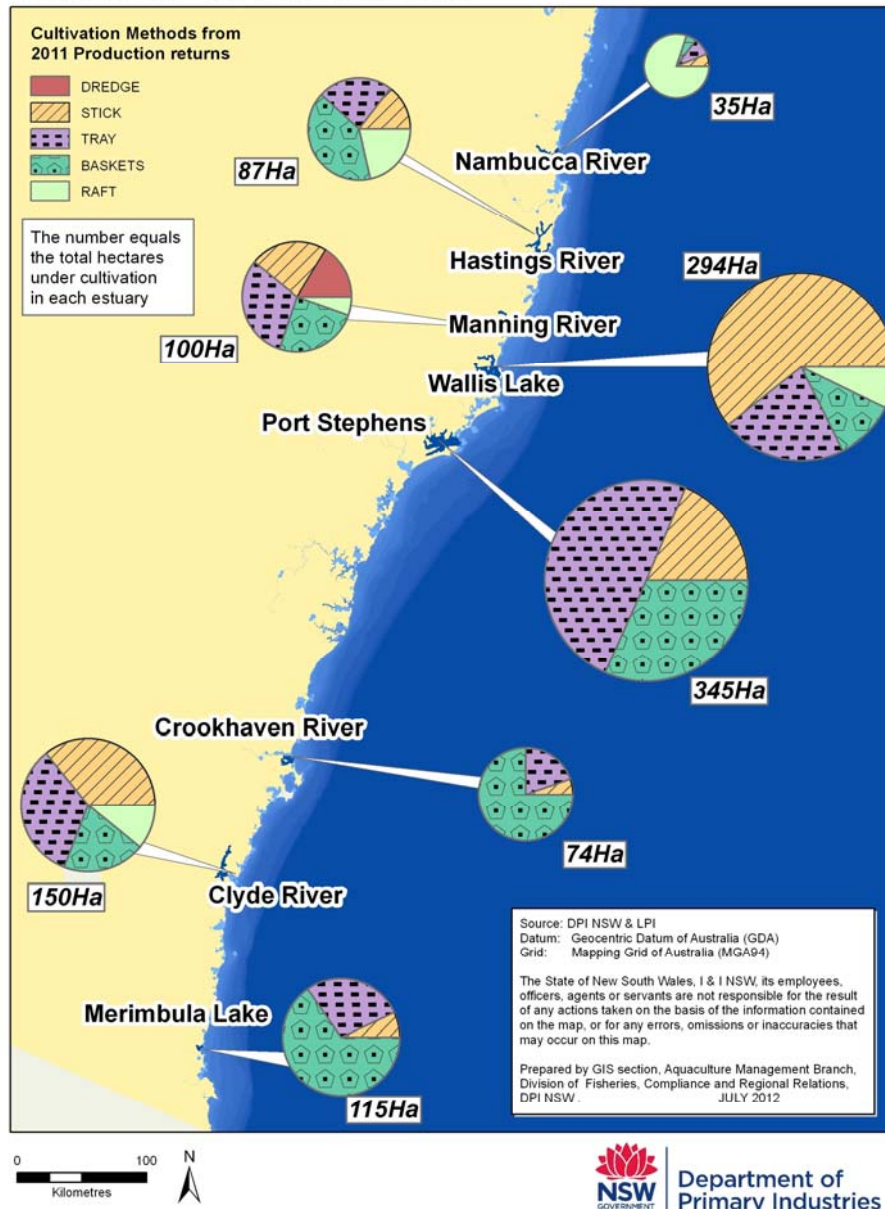 Cultivation Methods from
2011 Production returns
DREDGE
STICK
TRAY
BASKETS
RAFT
The number equals
the total hectares
under cultivation
in each estuary
35Ha
Nambucca River
87Ha
Hastings River
294Ha
100Ha
Manning River
Wallis Lake
Port Stephens
345Ha
Crookhaven River
74Ha
150Ha
Clyde River
Merimbula Lake
115Ha
Source: DPI NSW & LPI
Datum: Geocentric Datum of Australia (GDA)
Grid: Mapping Grid of Australia (MGA94)
The State of New South Wales, I & I NSW, its employees,
officers, agents or servants are not responsible for the result
of any actions taken on the basis of the information contained
on the map, or for any errors, omissions or inaccuracies that
may occur on this map.
Prepared by GIS section, Aquaculture Management Branch,
Division of Fisheries, Compliance and Regional Relations,
DPI NSW . JULY 2012
0 100
Kilometres
N
NSW
GOVERNMENT
Department of
Primary Industries